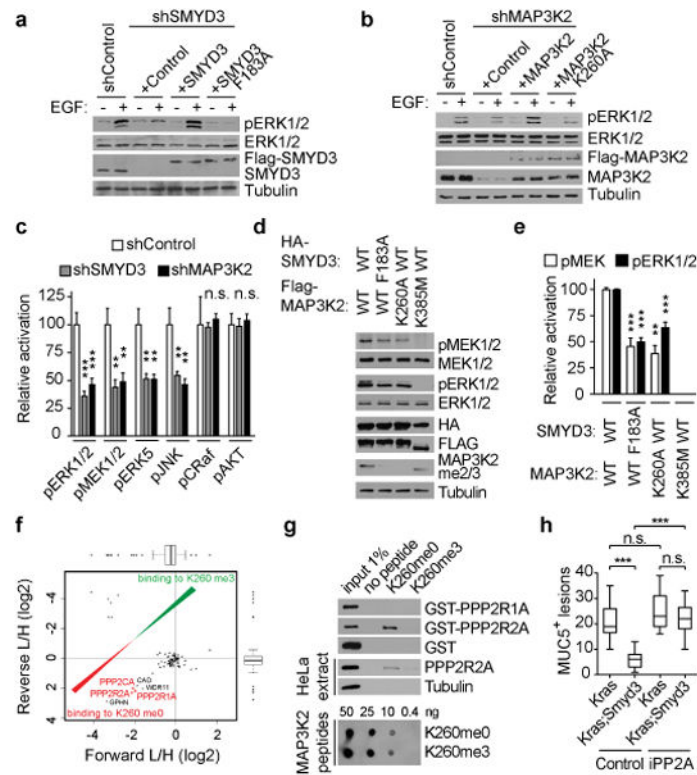 a
shSMYD3
shControl
+Control
+SMYD3
+SMYD3 F183A
EGF: - + - + - + - +
pERK1/2
ERK1/2
Flag-SMYD3
SMYD3
Tubulin
b
shMAP3K2
shControl
+Control
+MAP3K2
+MAP3K2 K260A
EGF: - + - + - + - +
pERK1/2
ERK1/2
Flag-MAP3K2
MAP3K2
Tubulin
c
shControl
shSMYD3 shMAP3K2
n.s. n.s.
Relative activation
125
100
75
50
25
0
*** *** ** ** ** ** ** **
pERK1/2
pMEK1/2
pERK5
pJNK
pCRaf
pAKT
d
HA-SMYD3: WT F183A WT WT
Flag-MAP3K2: WT WT K260A K385M
pMEK1/2
MEK1/2
pERK1/2
ERK1/2
HA
FLAG
MAP3K2 me2/3
Tubulin
e
pMEK pERK1/2
Relative activation
100
75
50
25
0
*** *** ** ***
SMYD3: WT F183A WT WT
MAP3K2: WT WT K260A K385M
f
Reverse L/H (log2)
-4
-2
0
2
4
binding to K260 me3
PPP2CA
CAD
WDR11
PPP2R2A
PPP2R1A
GPHN
binding to K260 me0
-4 -2 0 2 4
Forward L/H (log2)
g
input 1%
no peptide
K260me0
K260me3
GST-PPP2R1A
GST-PPP2R2A
GST
HeLa extract
PPP2R2A
Tubulin
50 25 10 0.4 ng
MAP3K2 peptides
K260me0
K260me3
h
***
n.s.
*** n.s.
MUC5+ lesions
50
40
30
20
10
0
Kras
Kras;Smyd3
Kras
Kras;Smyd3
Control iPP2A